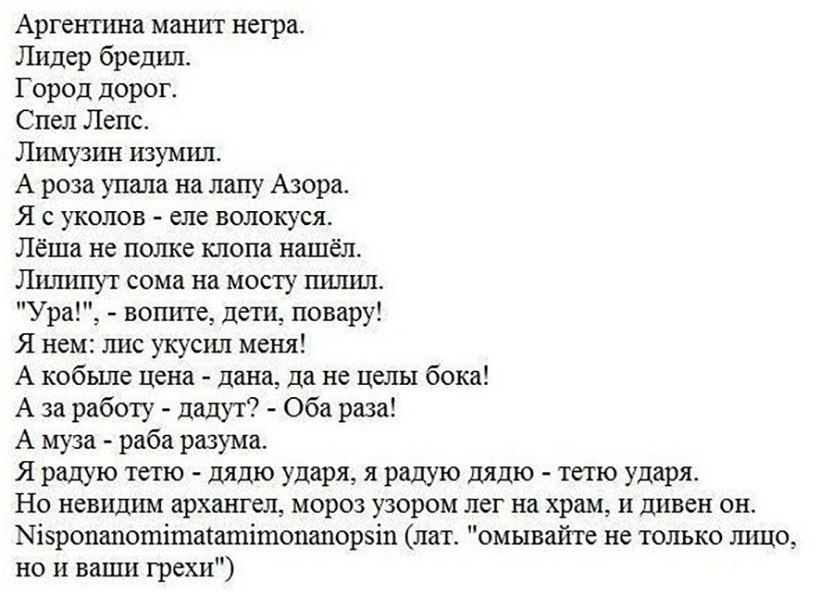 Аргентина манит негра.
Лидер бредил.
Город дорог.
Спел Лепс.
Лимузин изумил.
А роза упала на лапу Азора.
Я с уколов - еле волокуся.
Лёша не полке клопа нашёл.
Лилипут сома на мосту пилил.
"Ура!", - вопите, дети, повару!
Я нем: лис укусил меня!
А кобыле цена - дана, да не целы бока!
А за работу - дадут? - Оба раза!
А муза - раба разума.
Я радую тетю - дядю ударя, я радую дядю - тетю ударя.
Но невидим архангел, мороз узором лег на храм, и дивен он.
Nisponanomimatamimonanopsin (лат. "омывайте не только лицо,
но и ваши грехи")